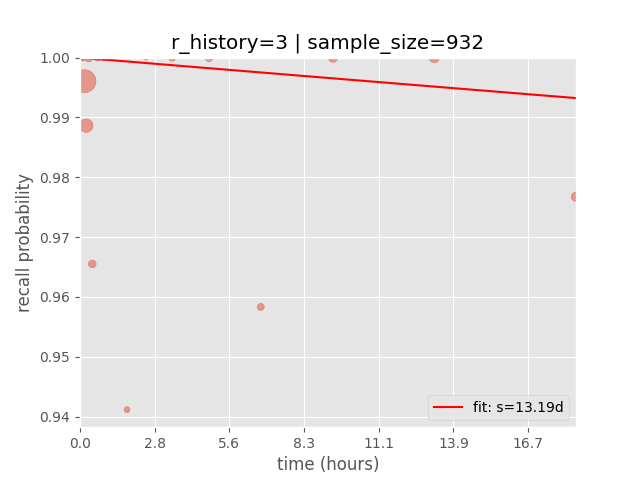 r_history=3 | sample_size=932
1.00
0.99
0.98
0.97
0.96
0.95
0.94
recall probability
0.0 2.8 5.6 8.3 11.1 13.9 16.7
time (hours)
fit: s=13.19d